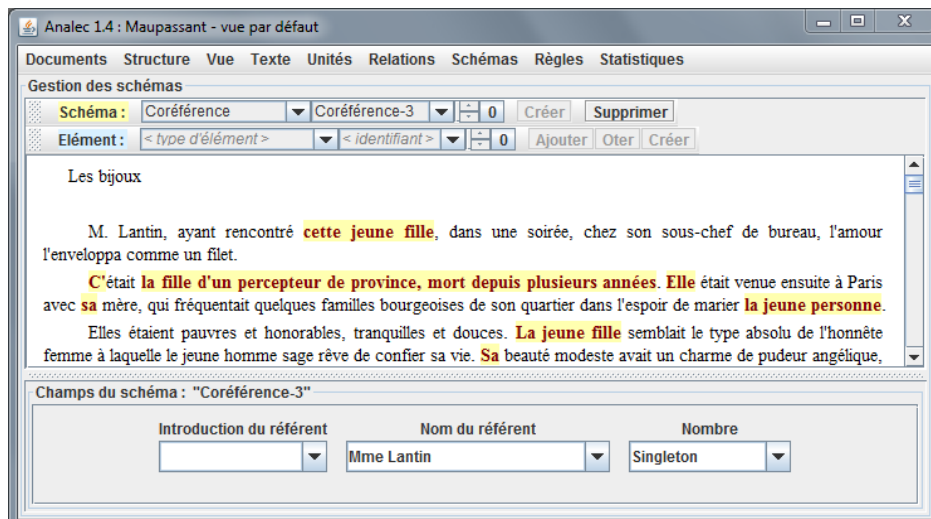 Analec 1.4 : Maupassant - vue par défaut
Documents Structure Vue Texte Unités Relations Schémas Règles Statistiques
Gestion des schémas
Schéma : Coréférence Coréférence-3 0 Créer Supprimer
Elément : < type d'élément > < identifiant > 0 Ajouter Oter Créer
Les bijoux
M. Lantin, ayant rencontré cette jeune fille, dans une soirée, chez son sous-chef de bureau, l'amour
l'enveloppa comme un filet.
C'était la fille d'un percepteur de province, mort depuis plusieurs années. Elle était venue ensuite à Paris
avec sa mère, qui fréquentait quelques familles bourgeoises de son quartier dans l'espoir de marier la jeune personne.
Elles étaient pauvres et honorables, tranquilles et douces. La jeune fille semblait le type absolu de l'honnête
femme à laquelle le jeune homme sage rêve de confier sa vie. Sa beauté modeste avait un charme de pudeur angélique,
Champs du schéma : "Coréférence-3"
Introduction du référent Nom du référent Nombre
Mme Lantin Singleton